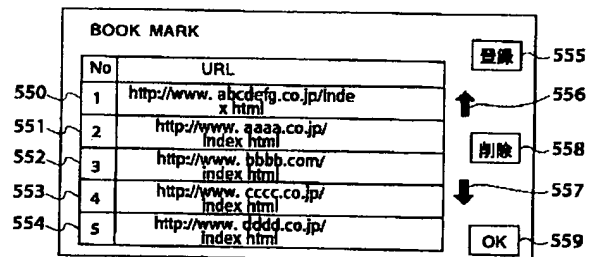 BOOK MARK
登録
555
No
URL
550
1
http://www. abcdefg.co.jp/inde
x html
556
551
2
http://www. aaaa.co.jp/
index html
552
3
http://www. bbbb.com/
index html
削除
558
553
4
http://www. cccc.co.jp/
index html
557
554
5
http://www. dddd.co.jp/
index html
OK
559